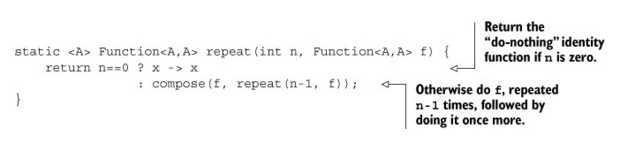 static <A> Function<A,A> repeat(int n, Function<A,A> f) {
return n==0 ? x -> x
: compose(f, repeat(n-1, f));
}
Return the
“do-nothing” identity
function if n is zero.
Otherwise do f, repeated
n-1 times, followed by
doing it once more.